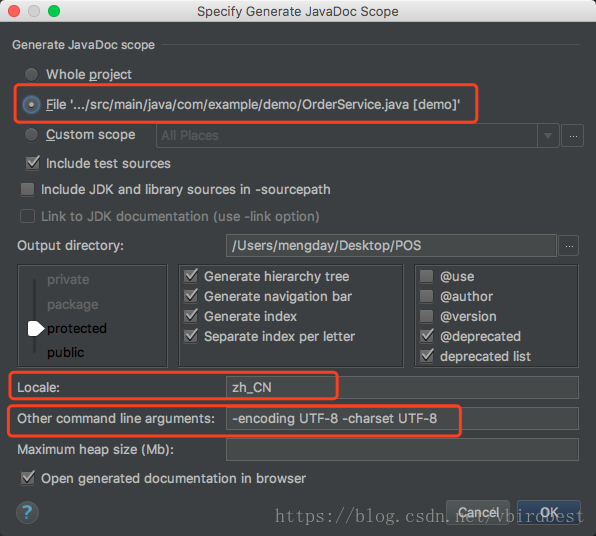 Specify Generate JavaDoc Scope
Generate JavaDoc scope
Whole project
File '.../src/main/java/com/example/demo/OrderService.java [demo]'
Custom scope All Places ...
Include test sources
Include JDK and library sources in -sourcepath
Link to JDK documentation (use -link option)
Output directory: /Users/mengday/Desktop/POS ...
private
package
protected
public
Generate hierarchy tree
Generate navigation bar
Generate index
Separate index per letter
@use
@author
@version
@deprecated
deprecated list
Locale: zh_CN
Other command line arguments: -encoding UTF-8 -charset UTF-8
Maximum heap size (Mb):
Open generated documentation in browser
? Cancel OK
https://blog.csdn.net/vbirdbest